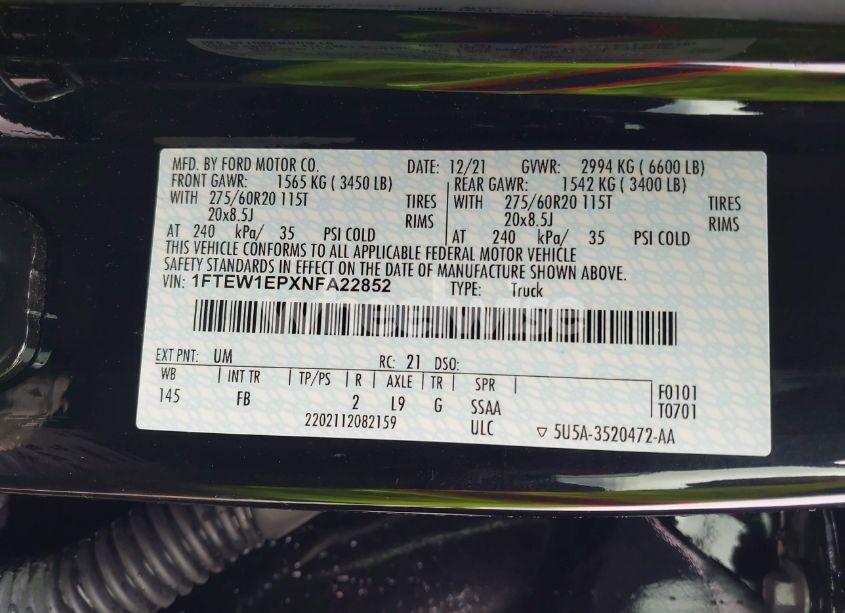 MFD. BY FORD MOTOR CO. DATE: 12/21 GVWR: 2994 KG ( 6600 LB)
FRONT GAWR: 1565 KG ( 3450 LB) REAR GAWR: 1542 KG ( 3400 LB)
WITH 275/60R20 115T TIRES WITH 275/60R20 115T TIRES
20x8.5J RIMS 20x8.5J RIMS
AT 240 kPa/ 35 PSI COLD AT 240 kPa/ 35 PSI COLD
THIS VEHICLE CONFORMS TO ALL APPLICABLE FEDERAL MOTOR VEHICLE
SAFETY STANDARDS IN EFFECT ON THE DATE OF MANUFACTURE SHOWN ABOVE.
VIN: 1FTEW1EPXNFA22852 TYPE: Truck
EXT PNT: UM RC: 21 DSO:
WB INT TR TP/PS R AXLE TR SPR F0101
145 FB 2 L9 G SSAA T0701
2202112082159 ULC ▽ 5U5A-3520472-AA